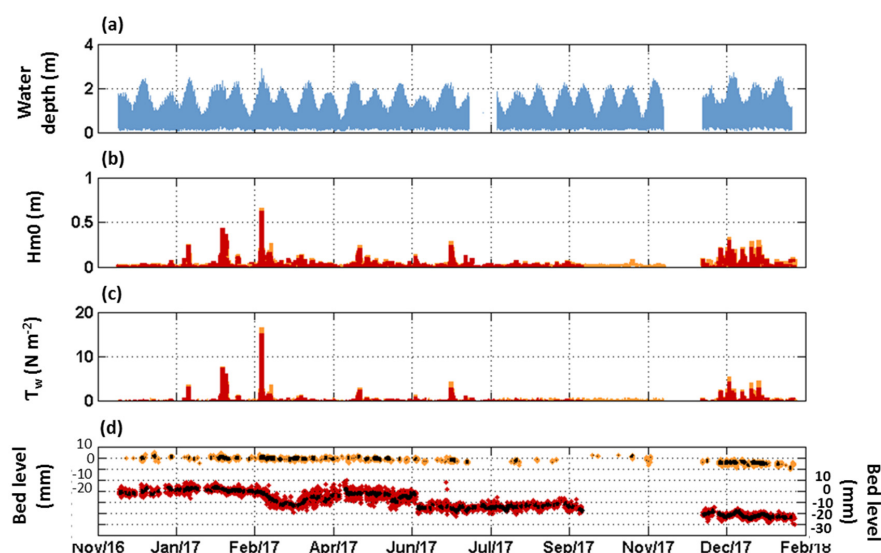 (a)
4
2
0
Water
depth (m)
(b)
1
0.5
0
Hm0 (m)
(c)
20
10
0
τw (N m-2)
(d)
10
0
-10
-20
Bed level
(mm)
10
0
-10
-20
-30
Bed level
(mm)
Nov/16 Jan/17 Feb/17 Apr/17 Jun/17 Jul/17 Sep/17 Nov/17 Dec/17 Feb/18